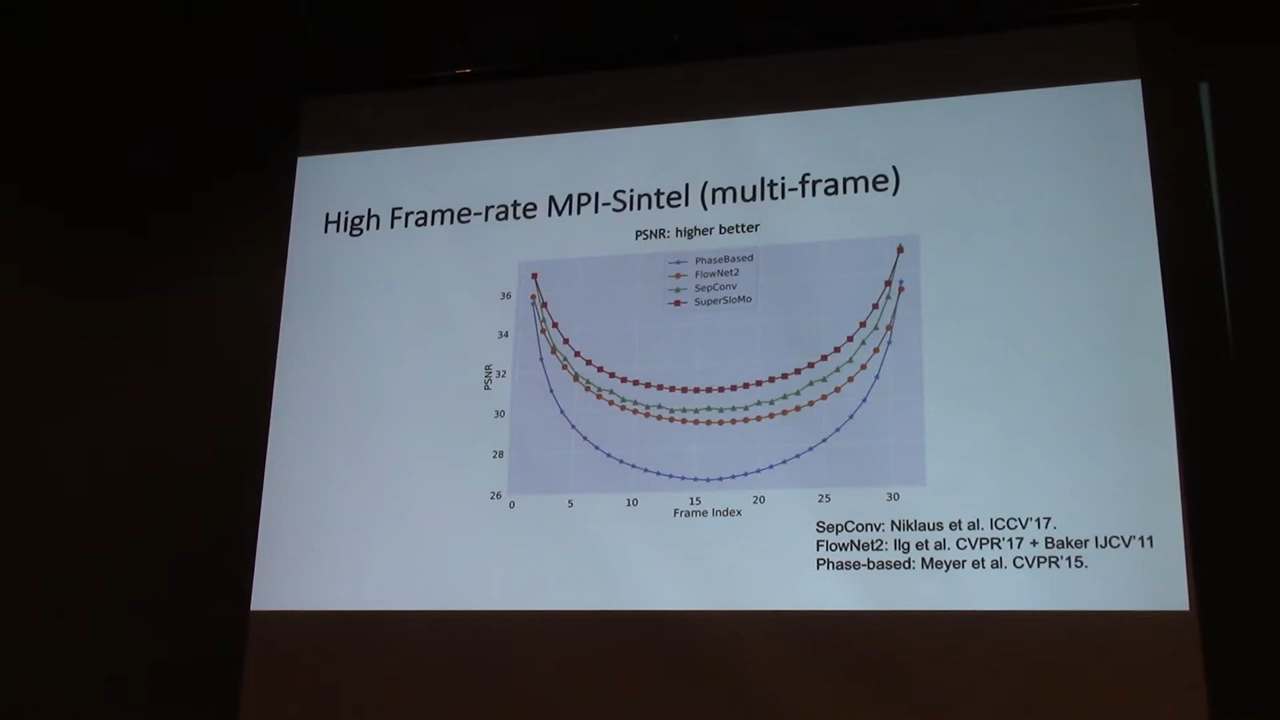 High Frame-rate MPI-Sintel (multi-frame)
PSNR: higher better
PhaseBased
FlowNet2
SepConv
SuperSloMo
PSNR
36
34
32
30
28
26
0 5 10 15 20 25 30
Frame Index
SepConv: Niklaus et al. ICCV'17.
FlowNet2: Ilg et al. CVPR'17 + Baker IJCV'11
Phase-based: Meyer et al. CVPR'15.